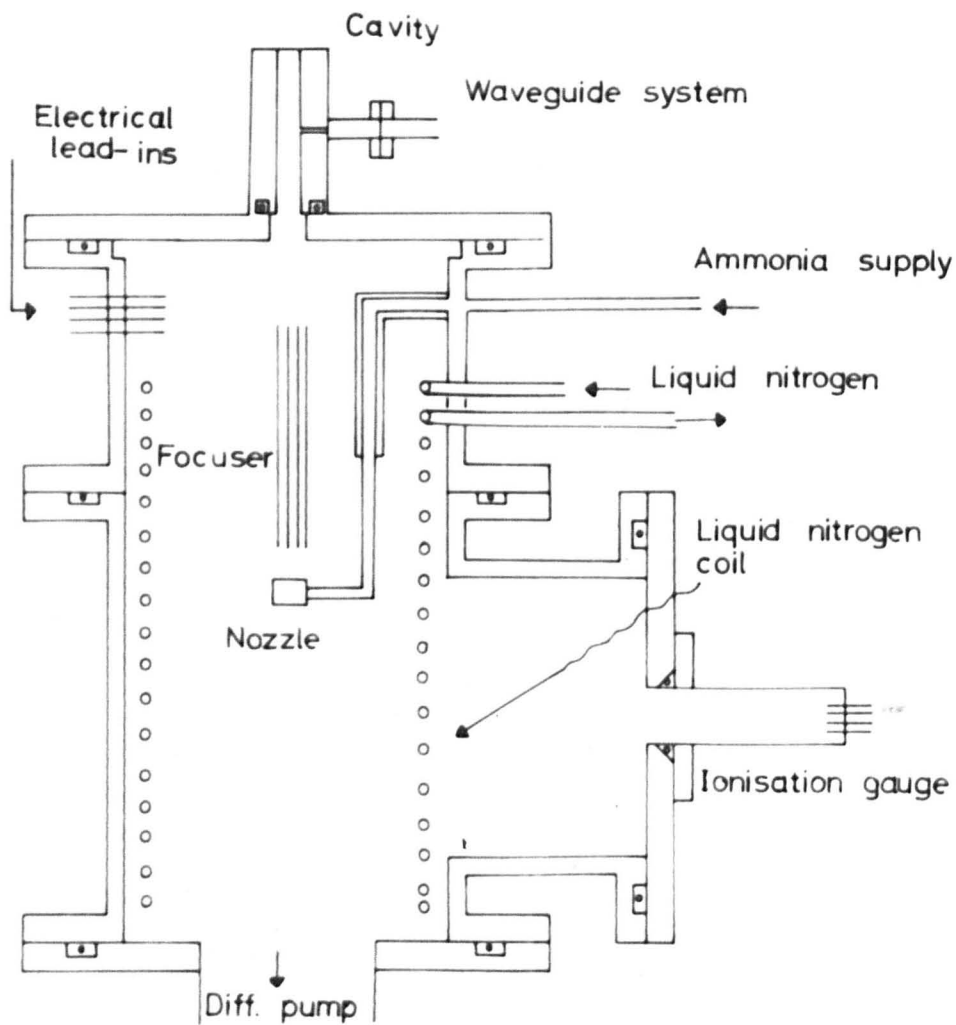 Cavity
Waveguide system
Electrical
lead-ins
Ammonia supply
Liquid nitrogen
Focuser
Liquid nitrogen
coil
Nozzle
Ionisation gauge
Diff. pump